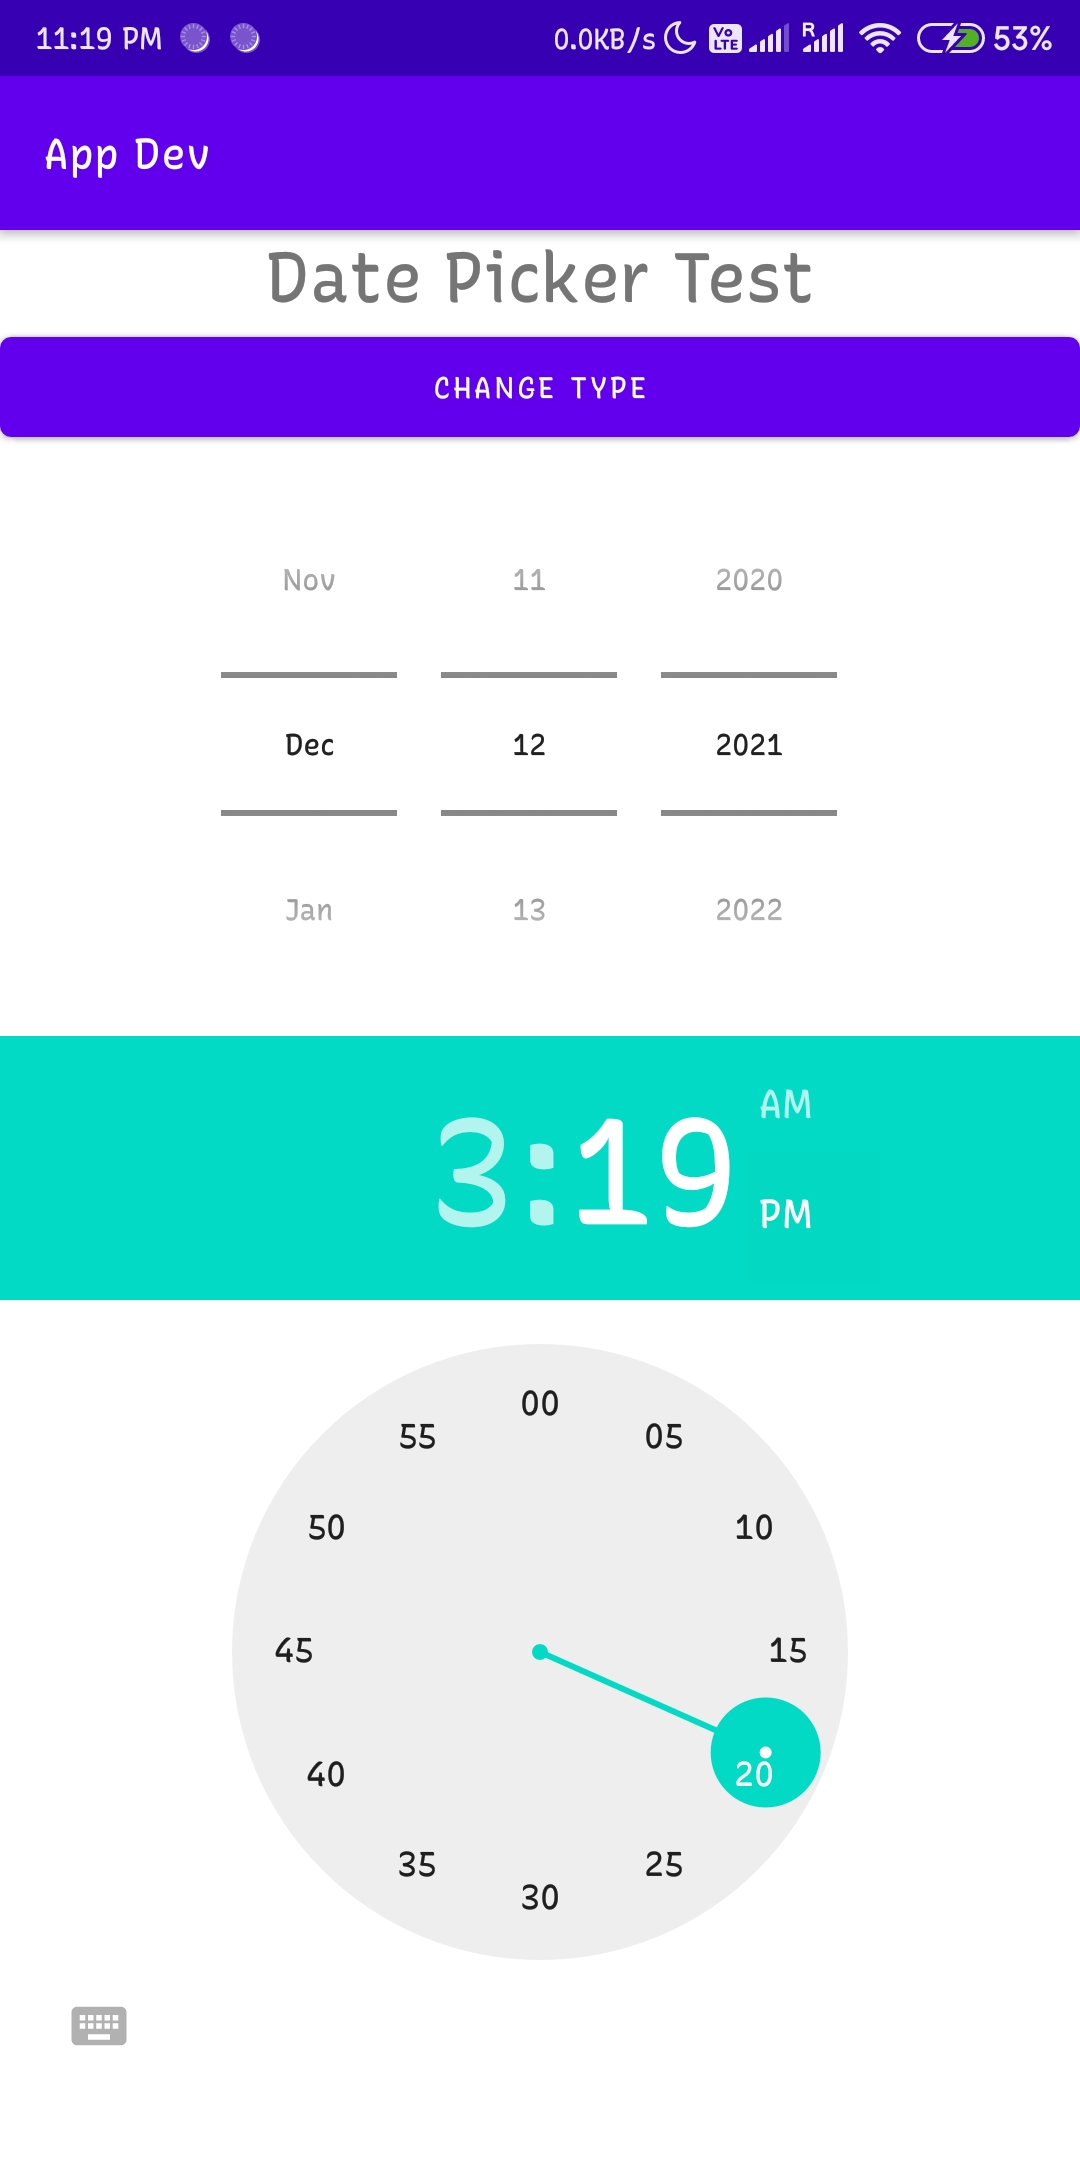 11:19 PM 0.0KB/s Vo LTE R 53%
App Dev
Date Picker Test
CHANGE TYPE
Nov 11 2020
Dec 12 2021
Jan 13 2022
AM
3:19
PM
00
55 05
50 10
45 15
20
40
35 25
30